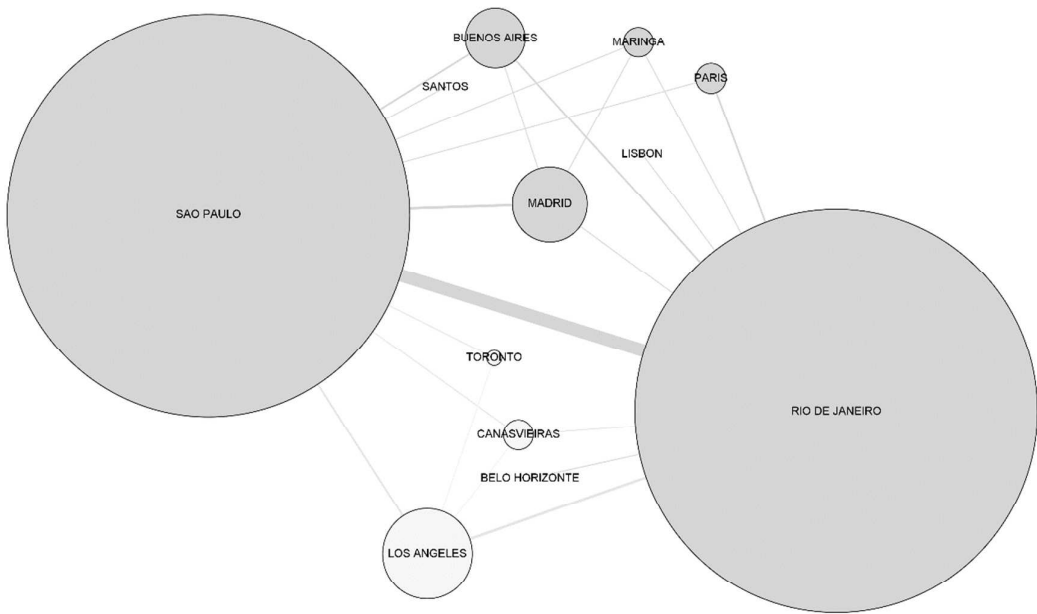 BUENOS AIRES
MARINGA
PARIS
SANTOS
LISBON
MADRID
SAO PAULO
TORONTO
RIO DE JANEIRO
CANASVIEIRAS
BELO HORIZONTE
LOS ANGELES